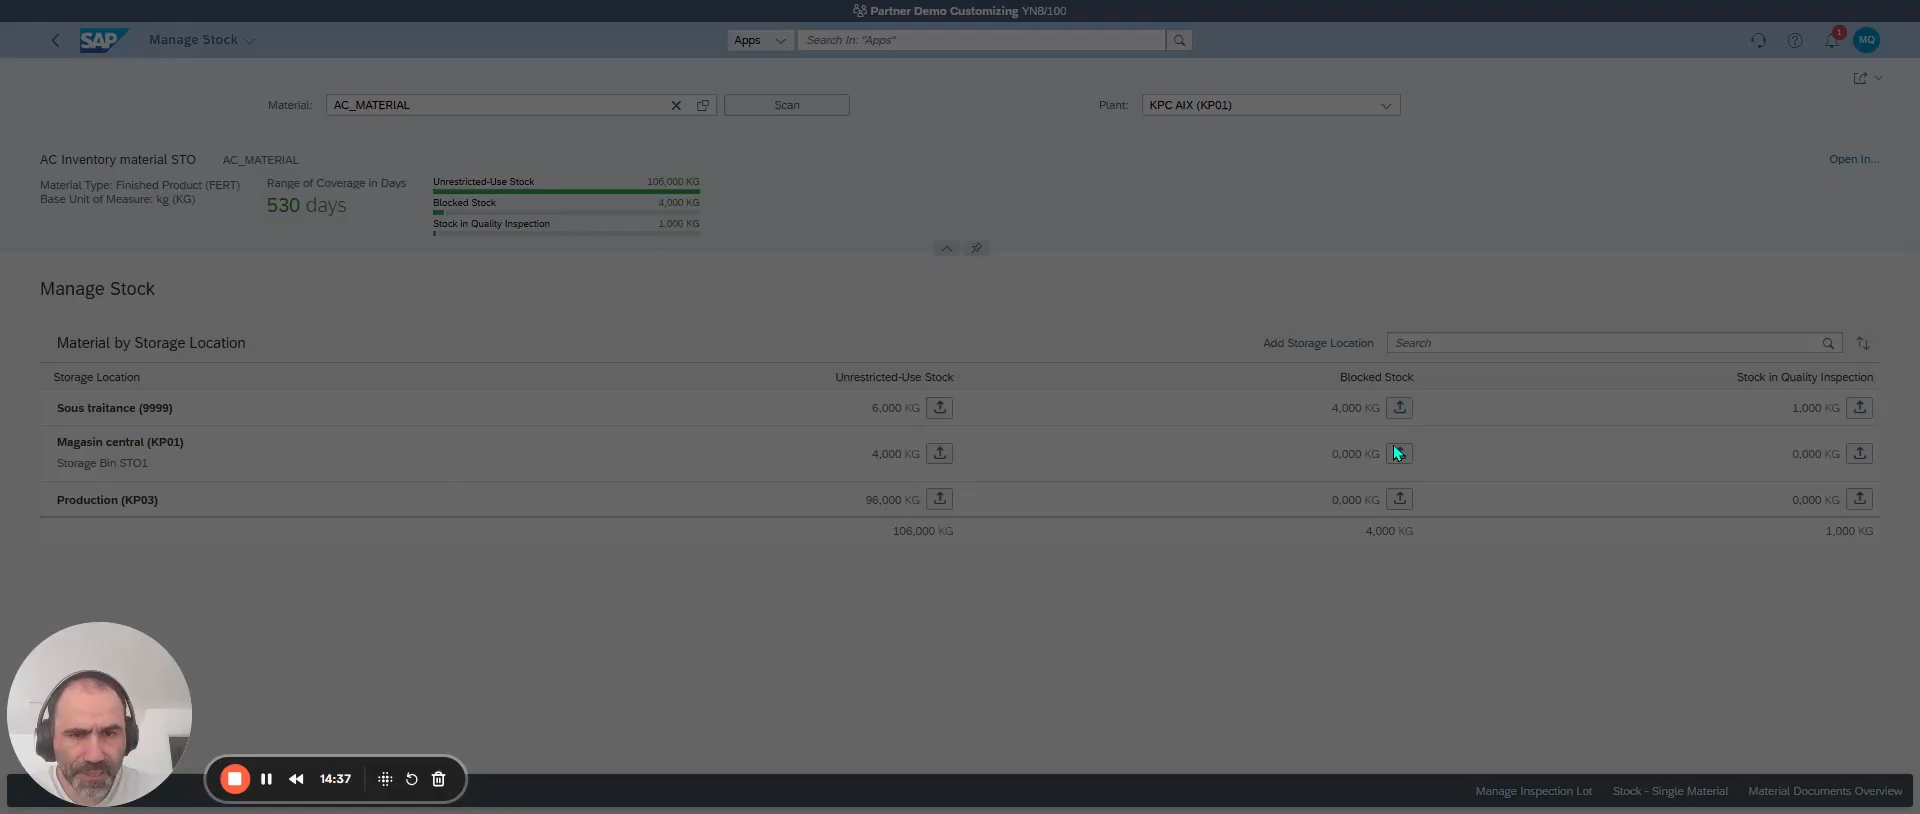 Partner Demo Customizing YN8/100
SAP Manage Stock Apps Search In: "Apps" 1 MQ
Material: AC_MATERIAL Scan Plant: KPC AIX (KP01)
AC Inventory material STO AC_MATERIAL Open In...
Material Type: Finished Product (FERT) Range of Coverage in Days Unrestricted-Use Stock 106,000 KG
Base Unit of Measure: kg (KG) 530 days Blocked Stock 4,000 KG
Stock in Quality Inspection 1,000 KG
Manage Stock
Material by Storage Location Add Storage Location Search
Storage Location Unrestricted-Use Stock Blocked Stock Stock in Quality Inspection
Sous traitance (9999) 6,000 KG 4,000 KG 1,000 KG
Magasin central (KP01) 4,000 KG 0,000 KG 0,000 KG
Storage Bin STO1
Production (KP03) 96,000 KG 0,000 KG 0,000 KG
106,000 KG 4,000 KG 1,000 KG
14:37
Manage Inspection Lot Stock - Single Material Material Documents Overview